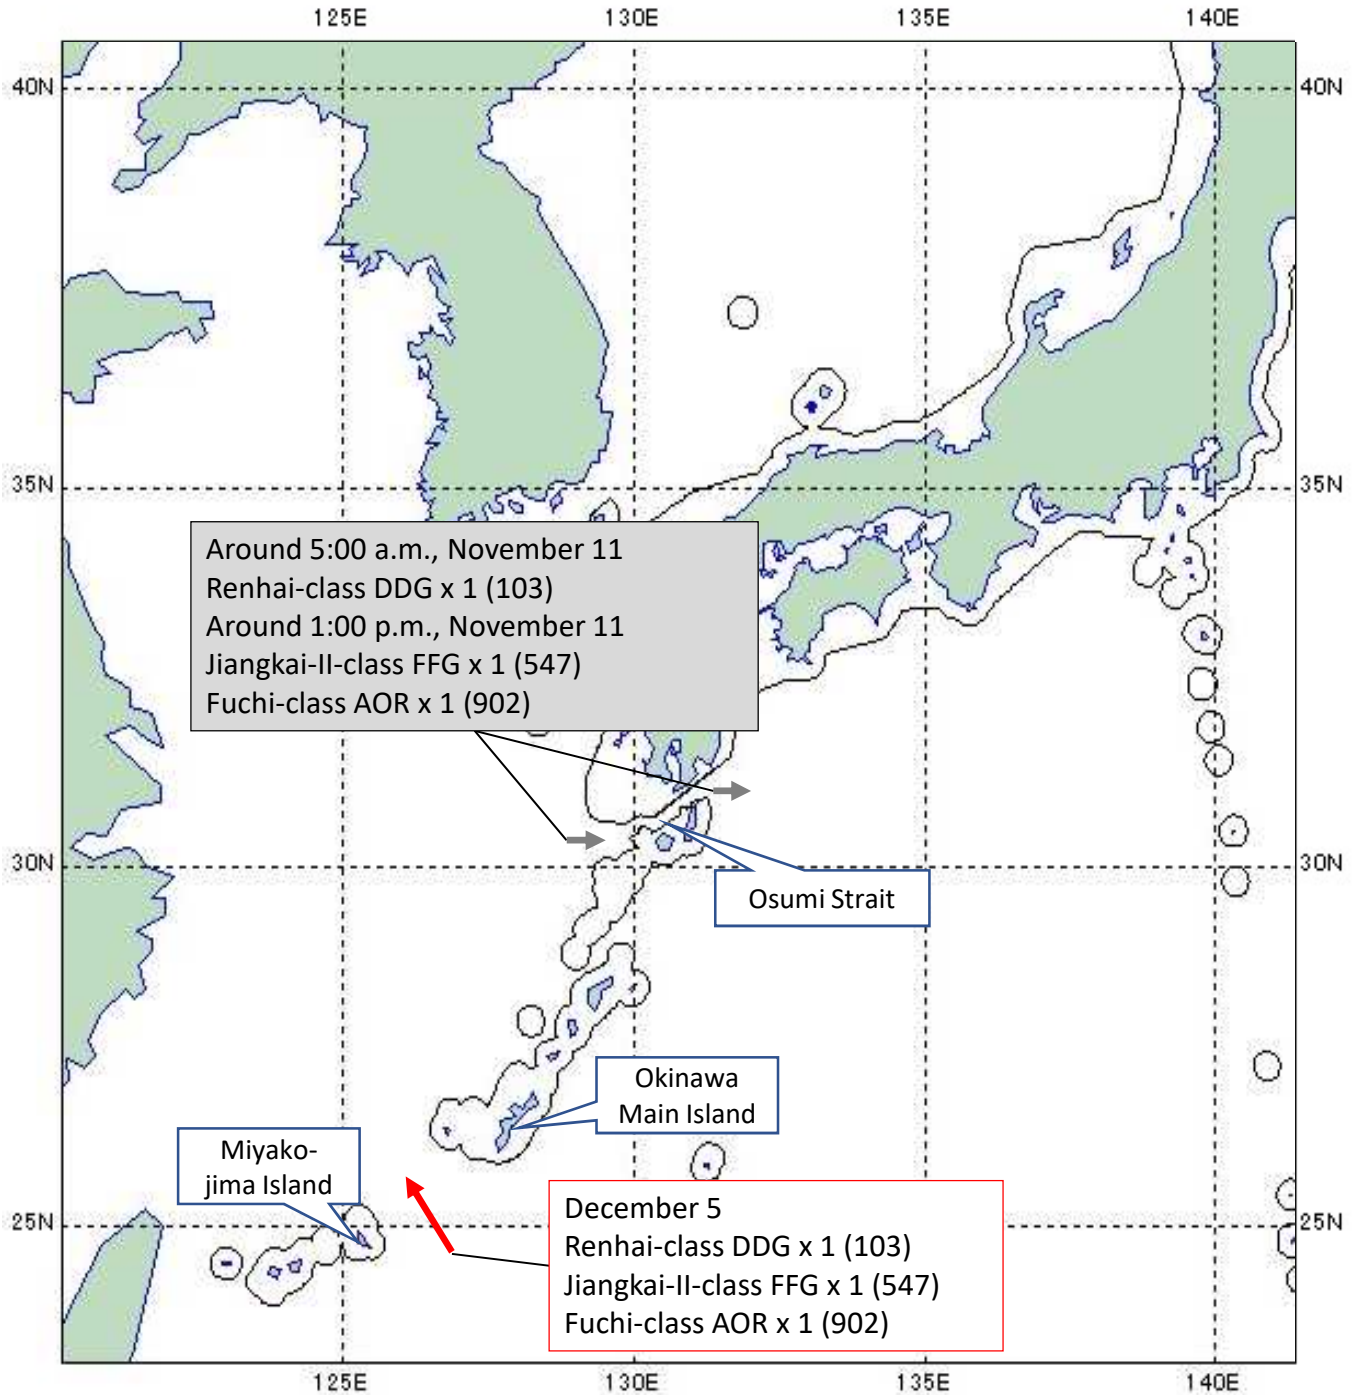 125E
130E
135E
140E
40N
40N
35N
35N
Around 5:00 a.m., November 11
Renhai-class DDG x 1 (103)
Around 1:00 p.m., November 11
Jiangkai-II-class FFG x 1 (547)
Fuchi-class AOR x 1 (902)
30N
30N
Osumi Strait
Okinawa
Main Island
Miyako-
jima Island
25N
25N
December 5
Renhai-class DDG x 1 (103)
Jiangkai-II-class FFG x 1 (547)
Fuchi-class AOR x 1 (902)
125E
130E
135E
140E